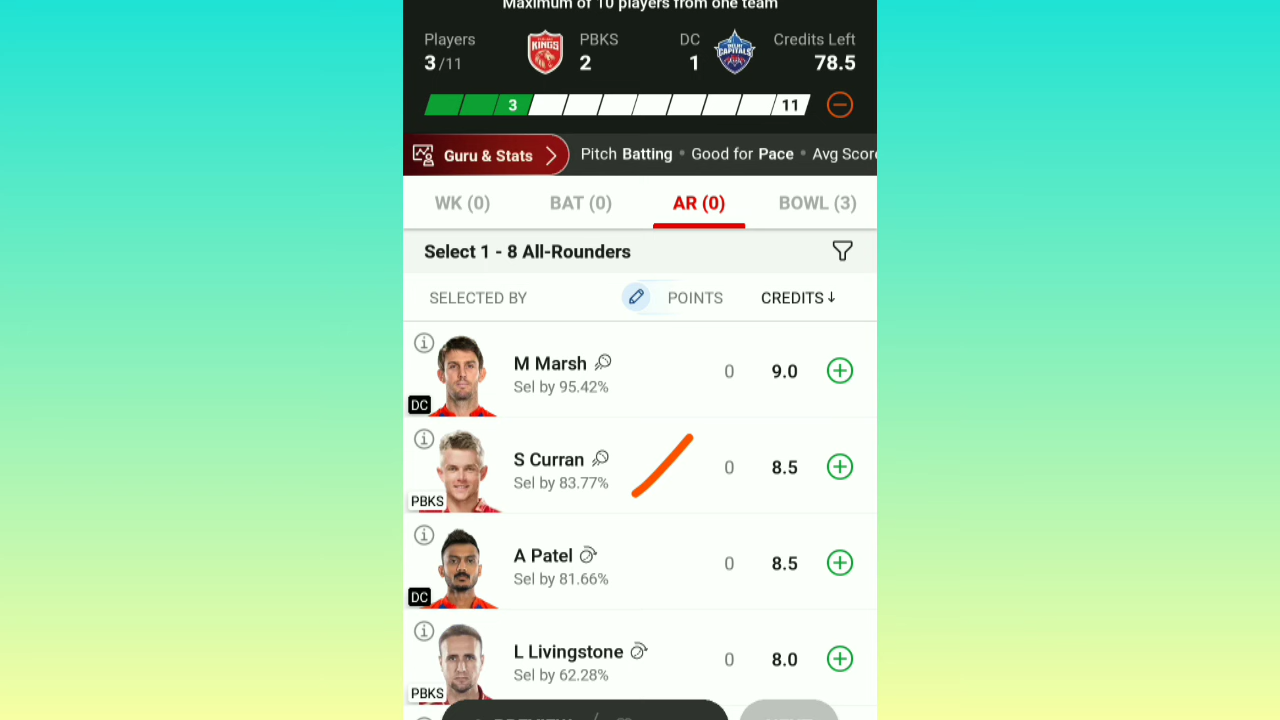 Maximum of 10 players from one team
Players
PBKS
DC
Credits Left
3/11
KINGS
2
1
CAPITALS
78.5
3
11
Guru & Stats
Pitch Batting • Good for Pace • Avg Score
WK (0)
BAT (0)
AR (0)
BOWL (3)
Select 1 - 8 All-Rounders
SELECTED BY
POINTS
CREDITS↓
M Marsh
Sel by 95.42%
0
9.0
DC
S Curran
Sel by 83.77%
0
8.5
PBKS
A Patel
Sel by 81.66%
0
8.5
DC
L Livingstone
Sel by 62.28%
0
8.0
PBKS